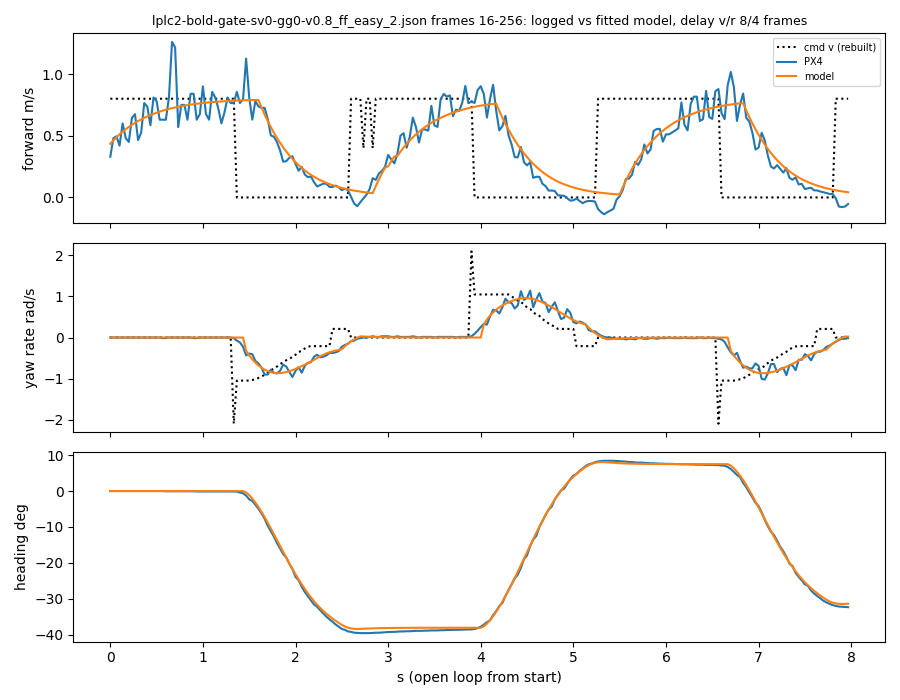 lplc2-bold-gate-sv0-gg0-v0.8_ff_easy_2.json frames 16-256: logged vs fitted model, delay v/r 8/4 frames
forward m/s
1.0
0.5
0.0
cmd v (rebuilt)
PX4
model
yaw rate rad/s
2
1
0
−1
−2
heading deg
10
0
−10
−20
−30
−40
0 1 2 3 4 5 6 7 8
s (open loop from start)